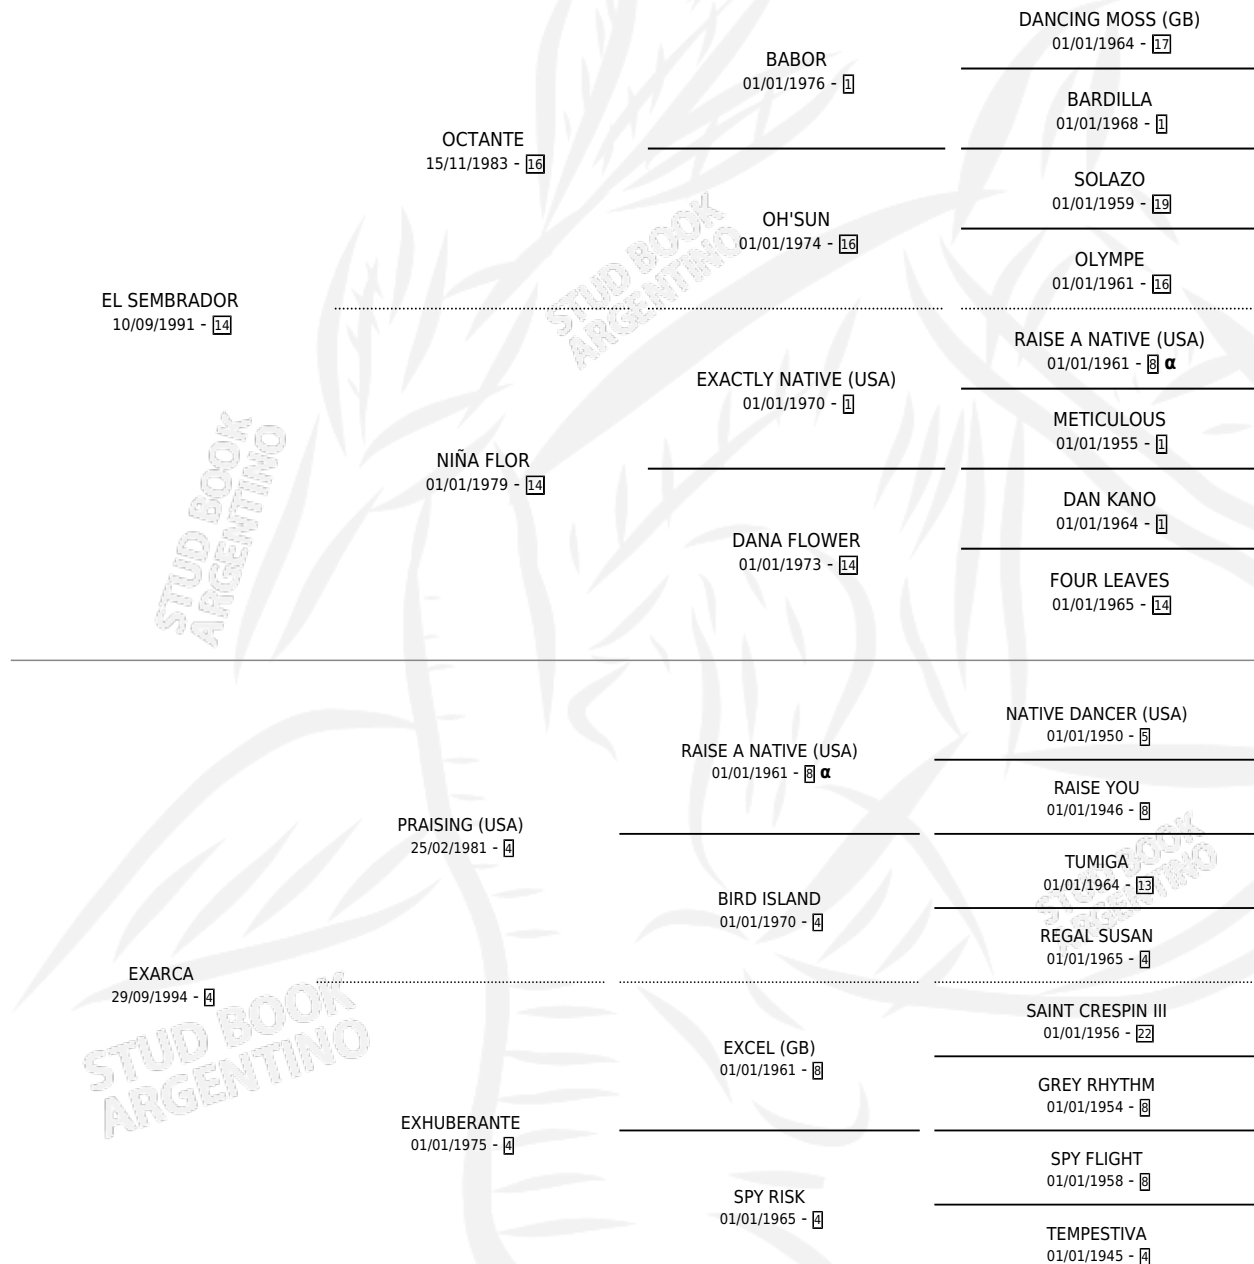 DANCING MOSS (GB)
01/01/1964 - 17
BABOR
01/01/1976 - 1
BARDILLA
01/01/1968 - 1
OCTANTE
15/11/1983 - 16
SOLAZO
01/01/1959 - 19
OH'SUN
01/01/1974 - 16
OLYMPE
01/01/1961 - 16
EL SEMBRADOR
10/09/1991 - 14
RAISE A NATIVE (USA)
01/01/1961 - 8 α
EXACTLY NATIVE (USA)
01/01/1970 - 1
METICULOUS
01/01/1955 - 1
NIÑA FLOR
01/01/1979 - 14
DAN KANO
01/01/1964 - 1
DANA FLOWER
01/01/1973 - 14
FOUR LEAVES
01/01/1965 - 14
NATIVE DANCER (USA)
01/01/1950 - 5
RAISE A NATIVE (USA)
01/01/1961 - 8 α
RAISE YOU
01/01/1946 - 8
PRAISING (USA)
25/02/1981 - 4
TUMIGA
01/01/1964 - 13
BIRD ISLAND
01/01/1970 - 4
REGAL SUSAN
01/01/1965 - 4
EXARCA
29/09/1994 - 4
SAINT CRESPIN III
01/01/1956 - 22
EXCEL (GB)
01/01/1961 - 8
GREY RHYTHM
01/01/1954 - 8
EXHUBERANTE
01/01/1975 - 4
SPY FLIGHT
01/01/1958 - 8
SPY RISK
01/01/1965 - 4
TEMPESTIVA
01/01/1945 - 4
STUD BOOK
ARGENTINO
STUD BOOK
ARGENTINO
STUD BOOK
ARGENTINO
STUD BOOK
ARGENTINO